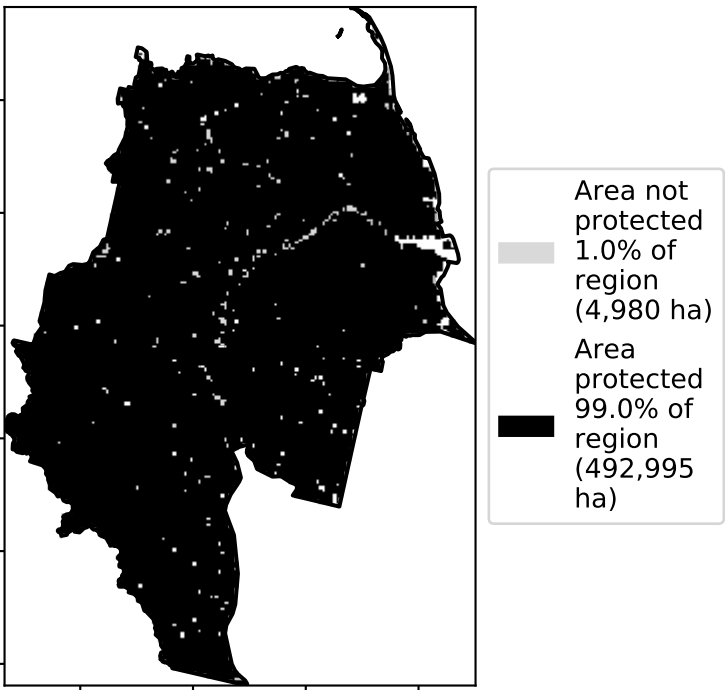 Area not
protected
1.0% of
region
(4,980 ha)
Area
protected
99.0% of
region
(492,995
ha)